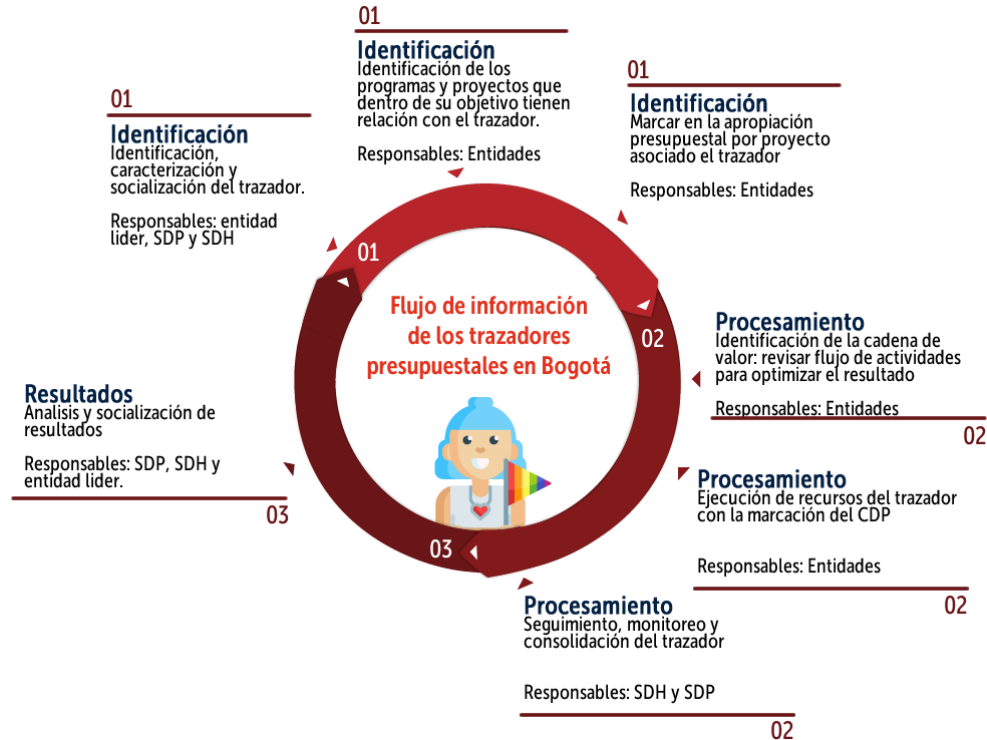 01
Identificación
Identificación,
caracterización y
socialización del trazador.
Responsables: entidad
lider, SDP y SDH
01
Identificación
Identificación de los
programas y proyectos que
dentro de su objetivo tienen
relación con el trazador.
Responsables: Entidades
01
Identificación
Marcar en la apropiación
presupuestal por proyecto
asociado el trazador
Responsables: Entidades
01
02
03
Flujo de información
de los trazadores
presupuestales en Bogotá
Procesamiento
Identificación de la cadena de
valor: revisar flujo de actividades
para optimizar el resultado
Responsables: Entidades
02
Procesamiento
Ejecución de recursos del trazador
con la marcación del CDP
Responsables: Entidades
02
Procesamiento
Seguimiento, monitoreo y
consolidación del trazador
Responsables: SDH y SDP
02
Resultados
Analisis y socialización de
resultados
Responsables: SDP, SDH y
entidad lider.
03